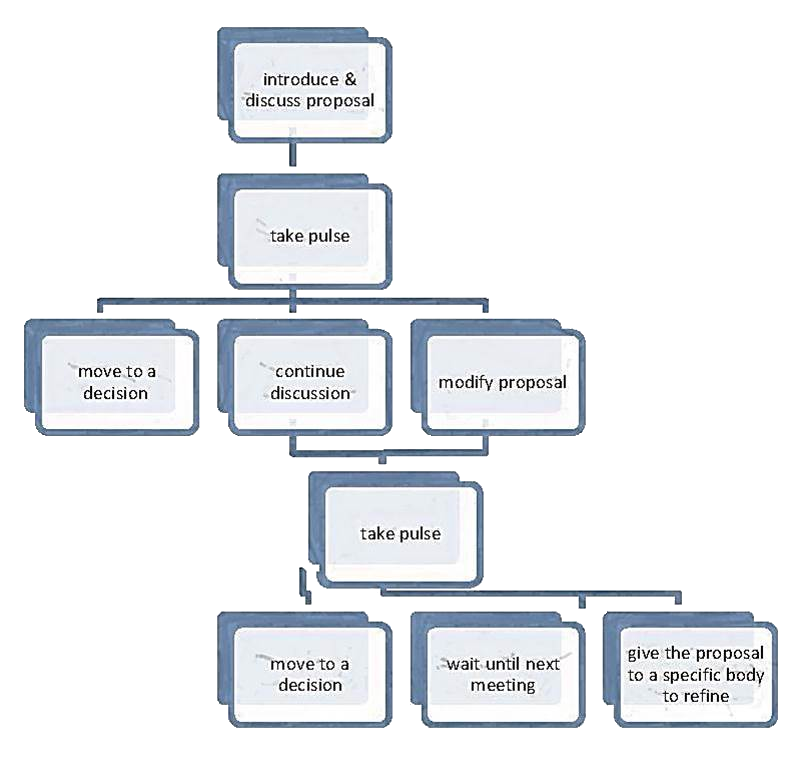 introduce &
discuss proposal
take pulse
move to a
decision
continue
discussion
modify proposal
take pulse
move to a
decision
wait until next
meeting
give the proposal
to a specific body
to refine